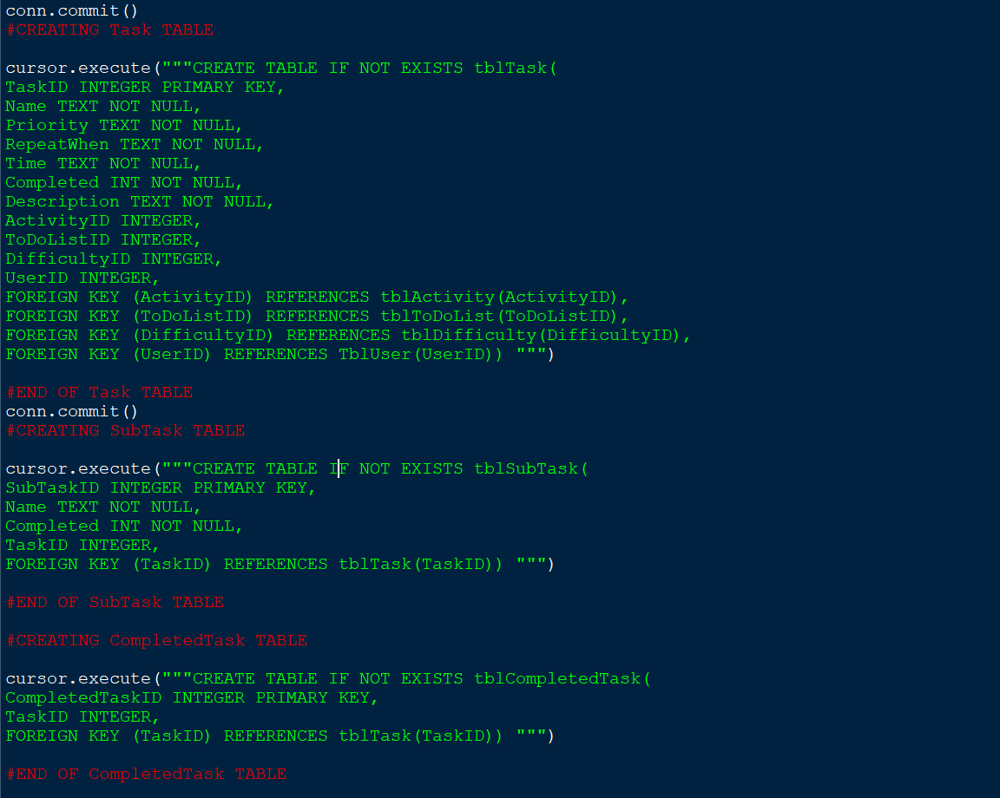 conn.commit()
#CREATING Task TABLE
cursor.execute("""CREATE TABLE IF NOT EXISTS tblTask(
TaskID INTEGER PRIMARY KEY,
Name TEXT NOT NULL,
Priority TEXT NOT NULL,
RepeatWhen TEXT NOT NULL,
Time TEXT NOT NULL,
Completed INT NOT NULL,
Description TEXT NOT NULL,
ActivityID INTEGER,
ToDoListID INTEGER,
DifficultyID INTEGER,
UserID INTEGER,
FOREIGN KEY (ActivityID) REFERENCES tblActivity(ActivityID),
FOREIGN KEY (ToDoListID) REFERENCES tblToDoList(ToDoListID),
FOREIGN KEY (DifficultyID) REFERENCES tblDifficulty(DifficultyID),
FOREIGN KEY (UserID) REFERENCES TblUser(UserID)) """)
#END OF Task TABLE
conn.commit()
#CREATING SubTask TABLE
cursor.execute("""CREATE TABLE IF NOT EXISTS tblSubTask(
SubTaskID INTEGER PRIMARY KEY,
Name TEXT NOT NULL,
Completed INT NOT NULL,
TaskID INTEGER,
FOREIGN KEY (TaskID) REFERENCES tblTask(TaskID)) """)
#END OF SubTask TABLE
#CREATING CompletedTask TABLE
cursor.execute("""CREATE TABLE IF NOT EXISTS tblCompletedTask(
CompletedTaskID INTEGER PRIMARY KEY,
TaskID INTEGER,
FOREIGN KEY (TaskID) REFERENCES tblTask(TaskID)) """)
#END OF CompletedTask TABLE